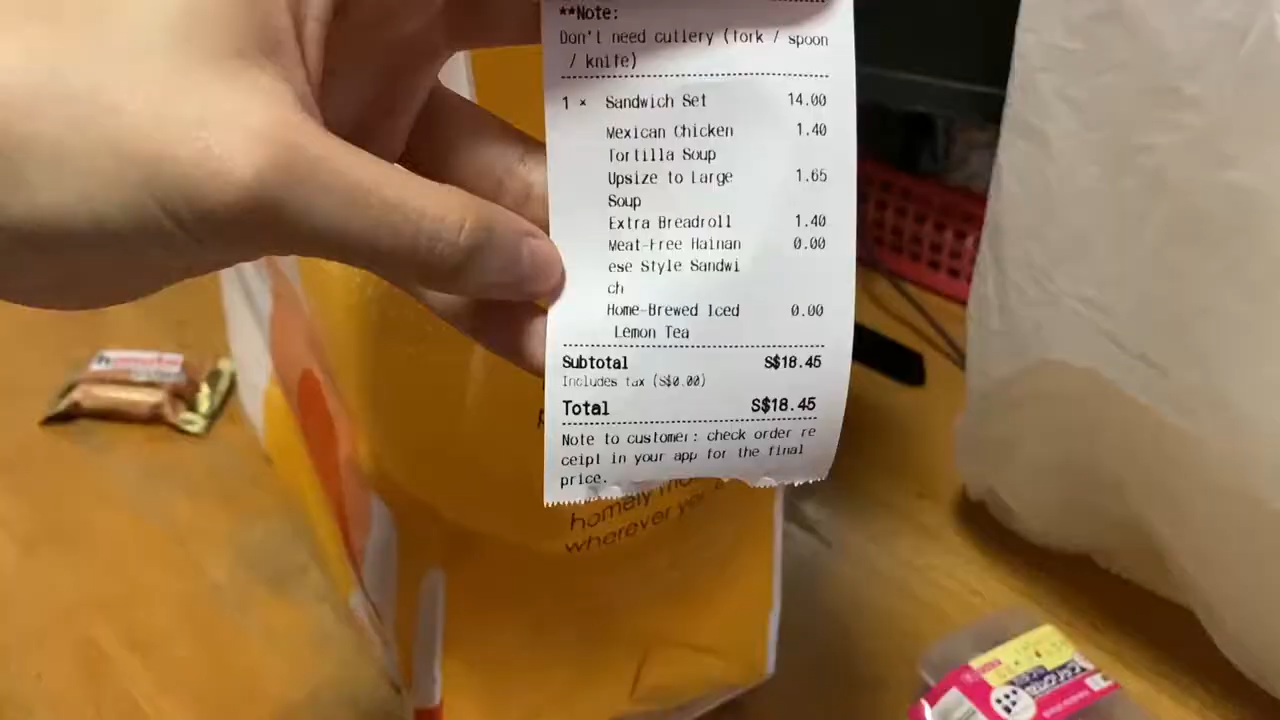 **Note:
Don't need cutlery (fork / spoon
/ knife)
1 × Sandwich Set 14.00
Mexican Chicken 1.40
Tortilla Soup
Upsize to Large 1.65
Soup
Extra Breadroll 1.40
Meat-Free Hainan 0.00
ese Style Sandwi
ch
Home-Brewed Iced 0.00
Lemon Tea
Subtotal S$18.45
Includes tax (S$0.00)
Total S$18.45
Note to customer: check order re
ceipt in your app for the final
price.
homely
wherever